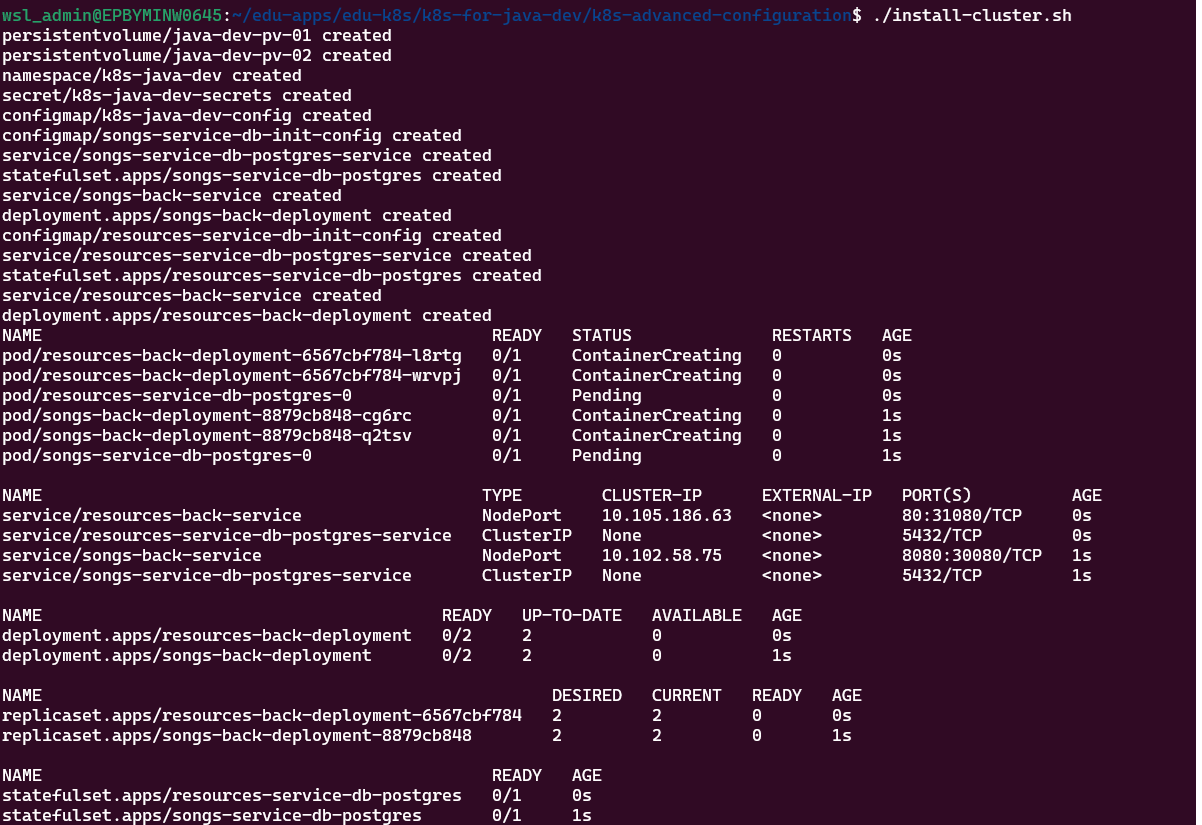 wsl_admin@EPBYMINW0645:~/edu-apps/edu-k8s/k8s-for-java-dev/k8s-advanced-configuration$ ./install-cluster.sh
persistentvolume/java-dev-pv-01 created
persistentvolume/java-dev-pv-02 created
namespace/k8s-java-dev created
secret/k8s-java-dev-secrets created
configmap/k8s-java-dev-config created
configmap/songs-service-db-init-config created
service/songs-service-db-postgres-service created
statefulset.apps/songs-service-db-postgres created
service/songs-back-service created
deployment.apps/songs-back-deployment created
configmap/resources-service-db-init-config created
service/resources-service-db-postgres-service created
statefulset.apps/resources-service-db-postgres created
service/resources-back-service created
deployment.apps/resources-back-deployment created
NAME READY STATUS RESTARTS AGE
pod/resources-back-deployment-6567cbf784-l8rtg 0/1 ContainerCreating 0 0s
pod/resources-back-deployment-6567cbf784-wrvpj 0/1 ContainerCreating 0 0s
pod/resources-service-db-postgres-0 0/1 Pending 0 0s
pod/songs-back-deployment-8879cb848-cg6rc 0/1 ContainerCreating 0 1s
pod/songs-back-deployment-8879cb848-q2tsv 0/1 ContainerCreating 0 1s
pod/songs-service-db-postgres-0 0/1 Pending 0 1s
NAME TYPE CLUSTER-IP EXTERNAL-IP PORT(S) AGE
service/resources-back-service NodePort 10.105.186.63 <none> 80:31080/TCP 0s
service/resources-service-db-postgres-service ClusterIP None <none> 5432/TCP 0s
service/songs-back-service NodePort 10.102.58.75 <none> 8080:30080/TCP 1s
service/songs-service-db-postgres-service ClusterIP None <none> 5432/TCP 1s
NAME READY UP-TO-DATE AVAILABLE AGE
deployment.apps/resources-back-deployment 0/2 2 0 0s
deployment.apps/songs-back-deployment 0/2 2 0 1s
NAME DESIRED CURRENT READY AGE
replicaset.apps/resources-back-deployment-6567cbf784 2 2 0 0s
replicaset.apps/songs-back-deployment-8879cb848 2 2 0 1s
NAME READY AGE
statefulset.apps/resources-service-db-postgres 0/1 0s
statefulset.apps/songs-service-db-postgres 0/1 1s